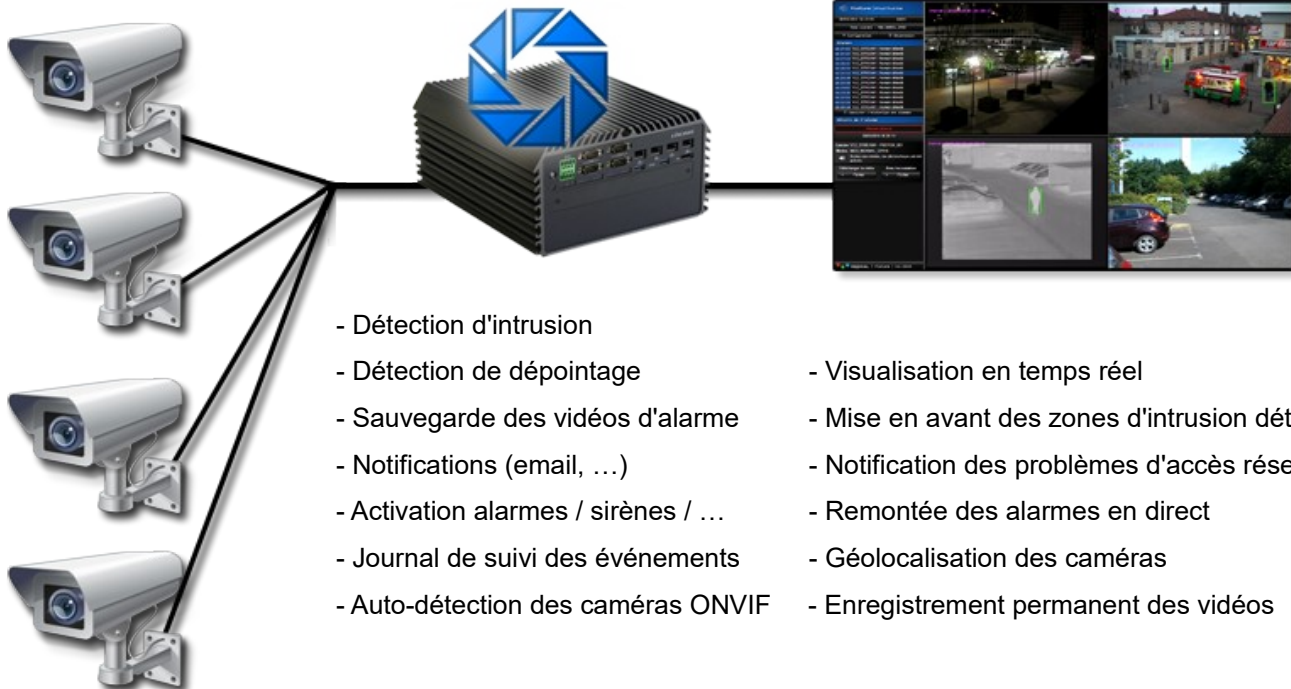 - Détection d'intrusion
- Détection de dépointage
- Sauvegarde des vidéos d'alarme
- Notifications (email, …)
- Activation alarmes / sirènes / …
- Journal de suivi des événements
- Auto-détection des caméras ONVIF
- Visualisation en temps réel
- Mise en avant des zones d'intrusion dét
- Notification des problèmes d'accès rése
- Remontée des alarmes en direct
- Géolocalisation des caméras
- Enregistrement permanent des vidéos